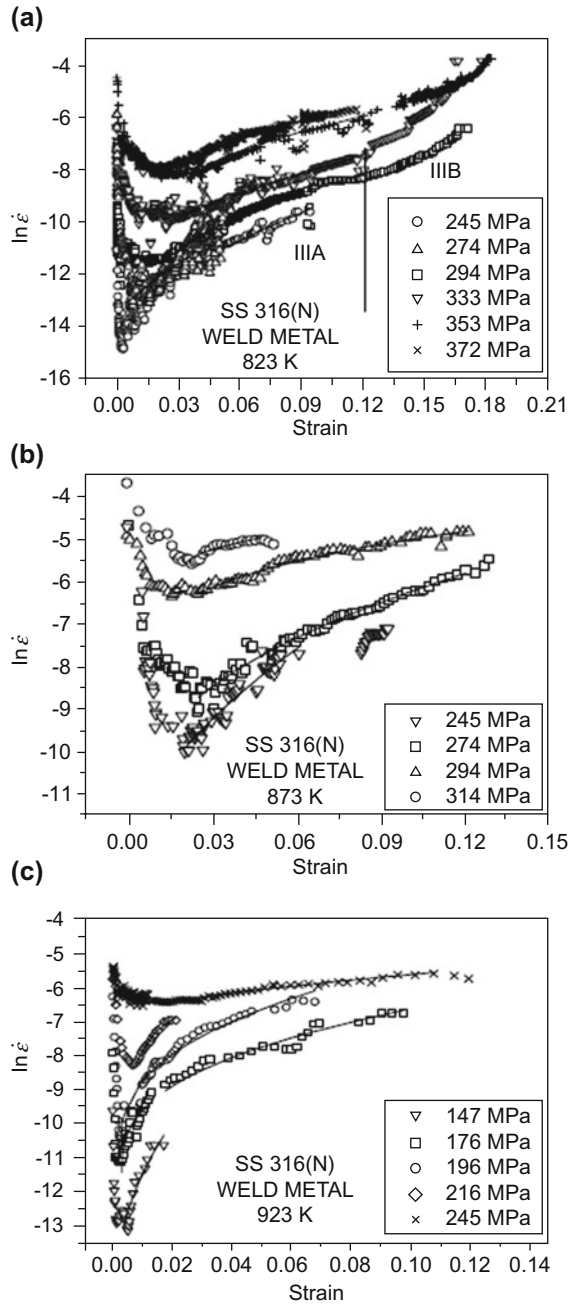 (a)
-4
-6
-8
-10
-12
-14
-16
ln ε̇
IIIB
IIIA
SS 316(N)
WELD METAL
823 K
245 MPa
274 MPa
294 MPa
333 MPa
353 MPa
372 MPa
0.00 0.03 0.06 0.09 0.12 0.15 0.18 0.21
Strain
(b)
-4
-5
-6
-7
-8
-9
-10
-11
ln ε̇
SS 316(N)
WELD METAL
873 K
245 MPa
274 MPa
294 MPa
314 MPa
0.00 0.03 0.06 0.09 0.12 0.15
Strain
(c)
-4
-5
-6
-7
-8
-9
-10
-11
-12
-13
ln ε̇
SS 316(N)
WELD METAL
923 K
147 MPa
176 MPa
196 MPa
216 MPa
245 MPa
0.00 0.02 0.04 0.06 0.08 0.10 0.12 0.14
Strain